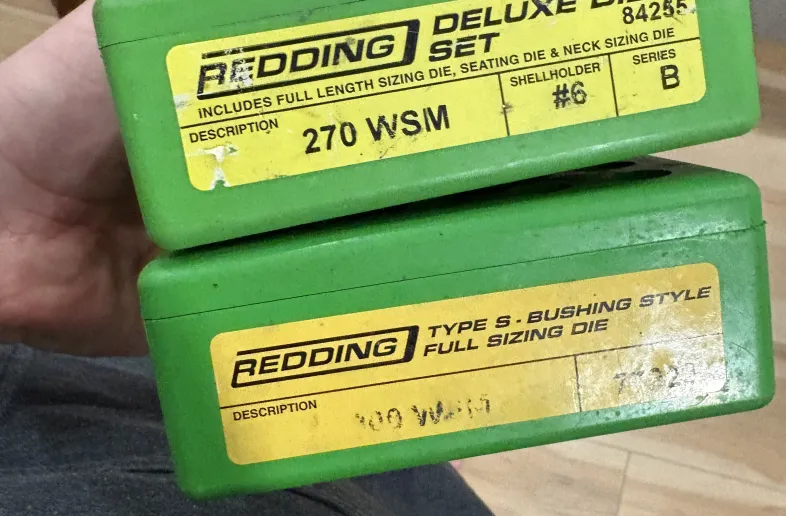 REDDING DELUXE DIE
SET
84255
INCLUDES FULL LENGTH SIZING DIE, SEATING DIE & NECK SIZING DIE
DESCRIPTION
270 WSM
SHELLHOLDER
#6
SERIES
B
REDDING
TYPE S - BUSHING STYLE
FULL SIZING DIE
DESCRIPTION
WSM